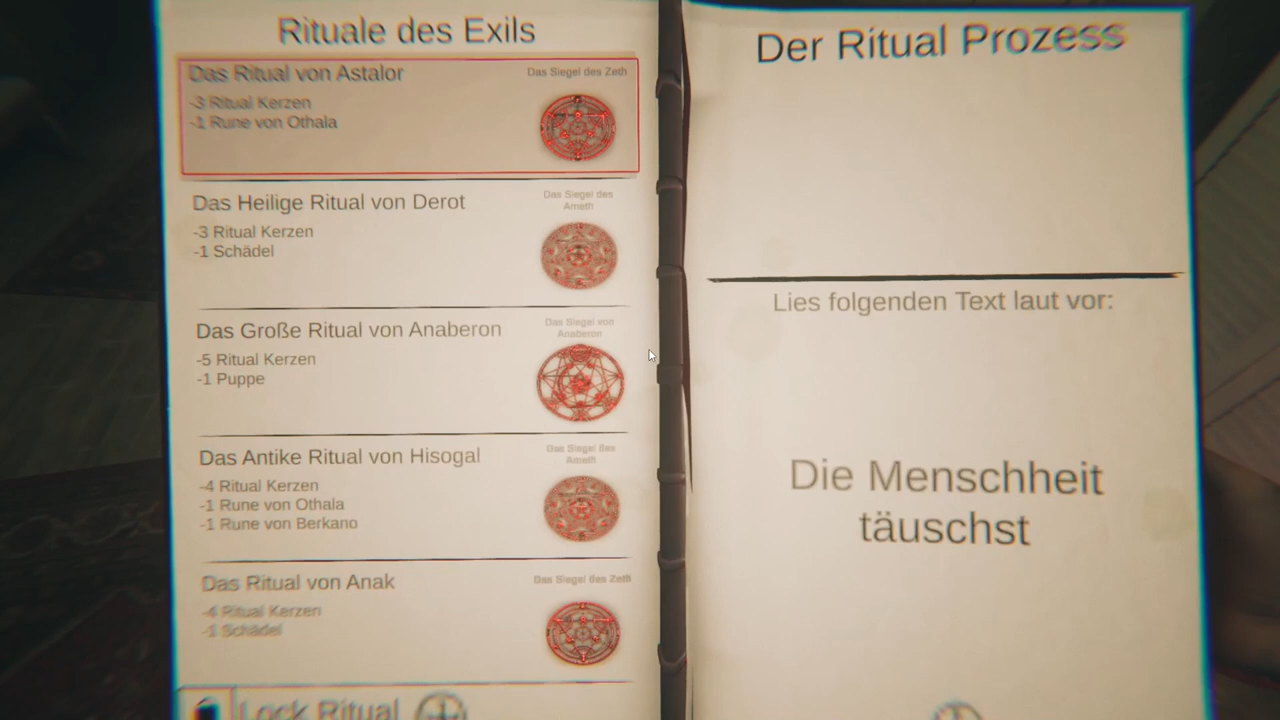 Rituale des Exils
Das Ritual von Astalor
Das Siegel des Zeth
-3 Ritual Kerzen
-1 Rune von Othala
Das Heilige Ritual von Derot
Das Siegel des
Amath
-3 Ritual Kerzen
-1 Schädel
Das Große Ritual von Anaberon
Das Siegel von
Anaberon
-5 Ritual Kerzen
-1 Puppe
Das Antike Ritual von Hisogal
Das Siegel des
-4 Ritual Kerzen
-1 Rune von Othala
-1 Rune von Berkano
Das Ritual von Anak
Das Siegel des Zeth
-4 Ritual Kerzen
-1 Schädel
Lock Ritual
Der Ritual Prozess
Lies folgenden Text laut vor:
Die Menschheit
täuschst